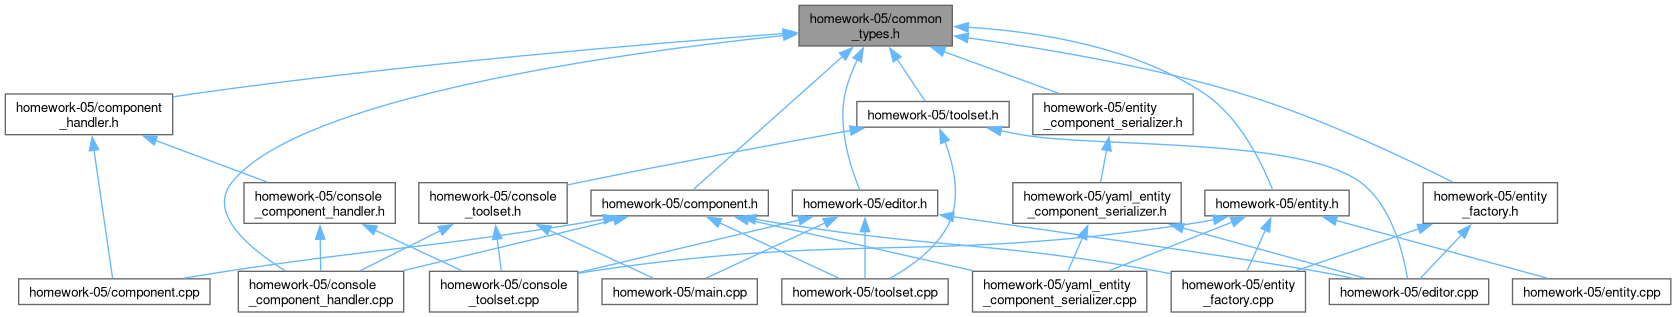 homework-05/common
_types.h
homework-05/component
_handler.h
homework-05/toolset.h
homework-05/entity
_component_serializer.h
homework-05/console
_component_handler.h
homework-05/console
_toolset.h
homework-05/component.h
homework-05/editor.h
homework-05/yaml_entity
_component_serializer.h
homework-05/entity.h
homework-05/entity
_factory.h
homework-05/component.cpp
homework-05/console
_component_handler.cpp
homework-05/console
_toolset.cpp
homework-05/main.cpp
homework-05/toolset.cpp
homework-05/yaml_entity
_component_serializer.cpp
homework-05/entity
_factory.cpp
homework-05/editor.cpp
homework-05/entity.cpp